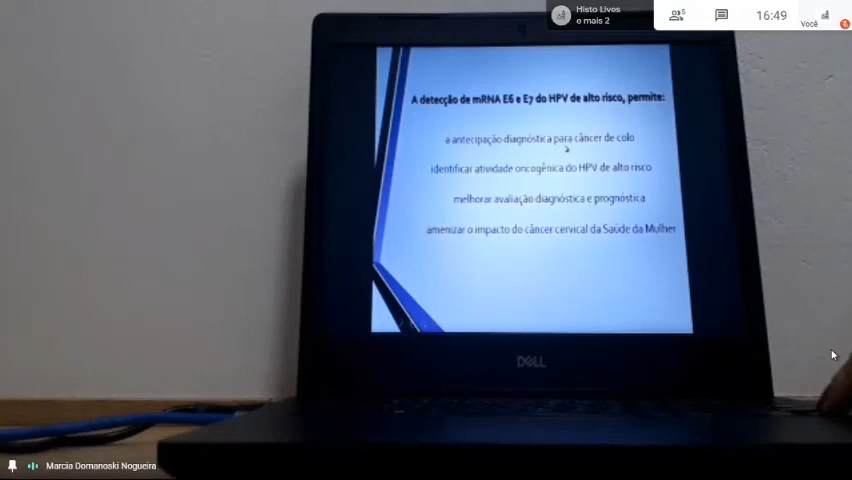 Histo Livos
e mais 2
5
16:49
Você
A detecção de mRNA E6 e E7 do HPV de alto risco, permite:
a antecipação diagnóstica para câncer de colo
identificar atividade oncogênica do HPV de alto risco
melhorar avaliação diagnóstica e prognóstica
amenizar o impacto do câncer cervical da Saúde da Mulher
DELL
Marcia Domanoski Nogueira